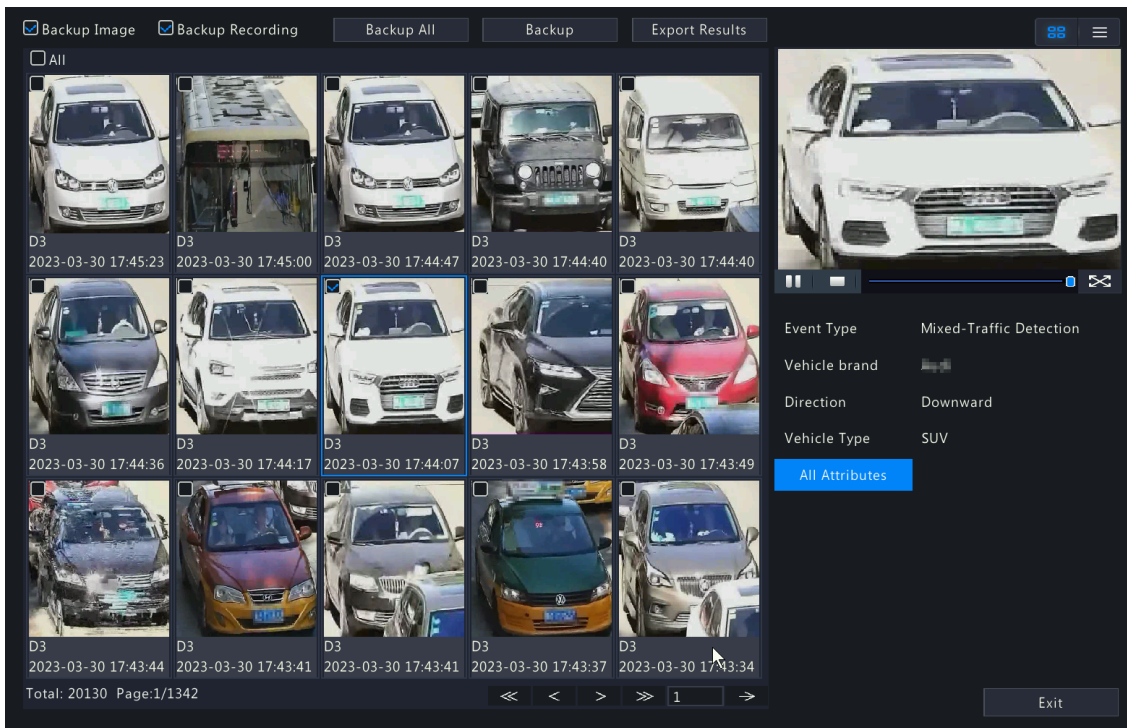 Backup Image Backup Recording Backup All Backup Export Results
All
D3 D3 D3 D3 D3
2023-03-30 17:45:23 2023-03-30 17:45:00 2023-03-30 17:44:47 2023-03-30 17:44:40 2023-03-30 17:44:40
D3 D3 D3 D3 D3
2023-03-30 17:44:36 2023-03-30 17:44:17 2023-03-30 17:44:07 2023-03-30 17:43:58 2023-03-30 17:43:49
D3 D3 D3 D3 D3
2023-03-30 17:43:44 2023-03-30 17:43:41 2023-03-30 17:43:41 2023-03-30 17:43:37 2023-03-30 17:43:34
Total: 20130 Page:1/1342
1
Event Type Mixed-Traffic Detection
Vehicle brand
Direction Downward
Vehicle Type SUV
All Attributes
Exit